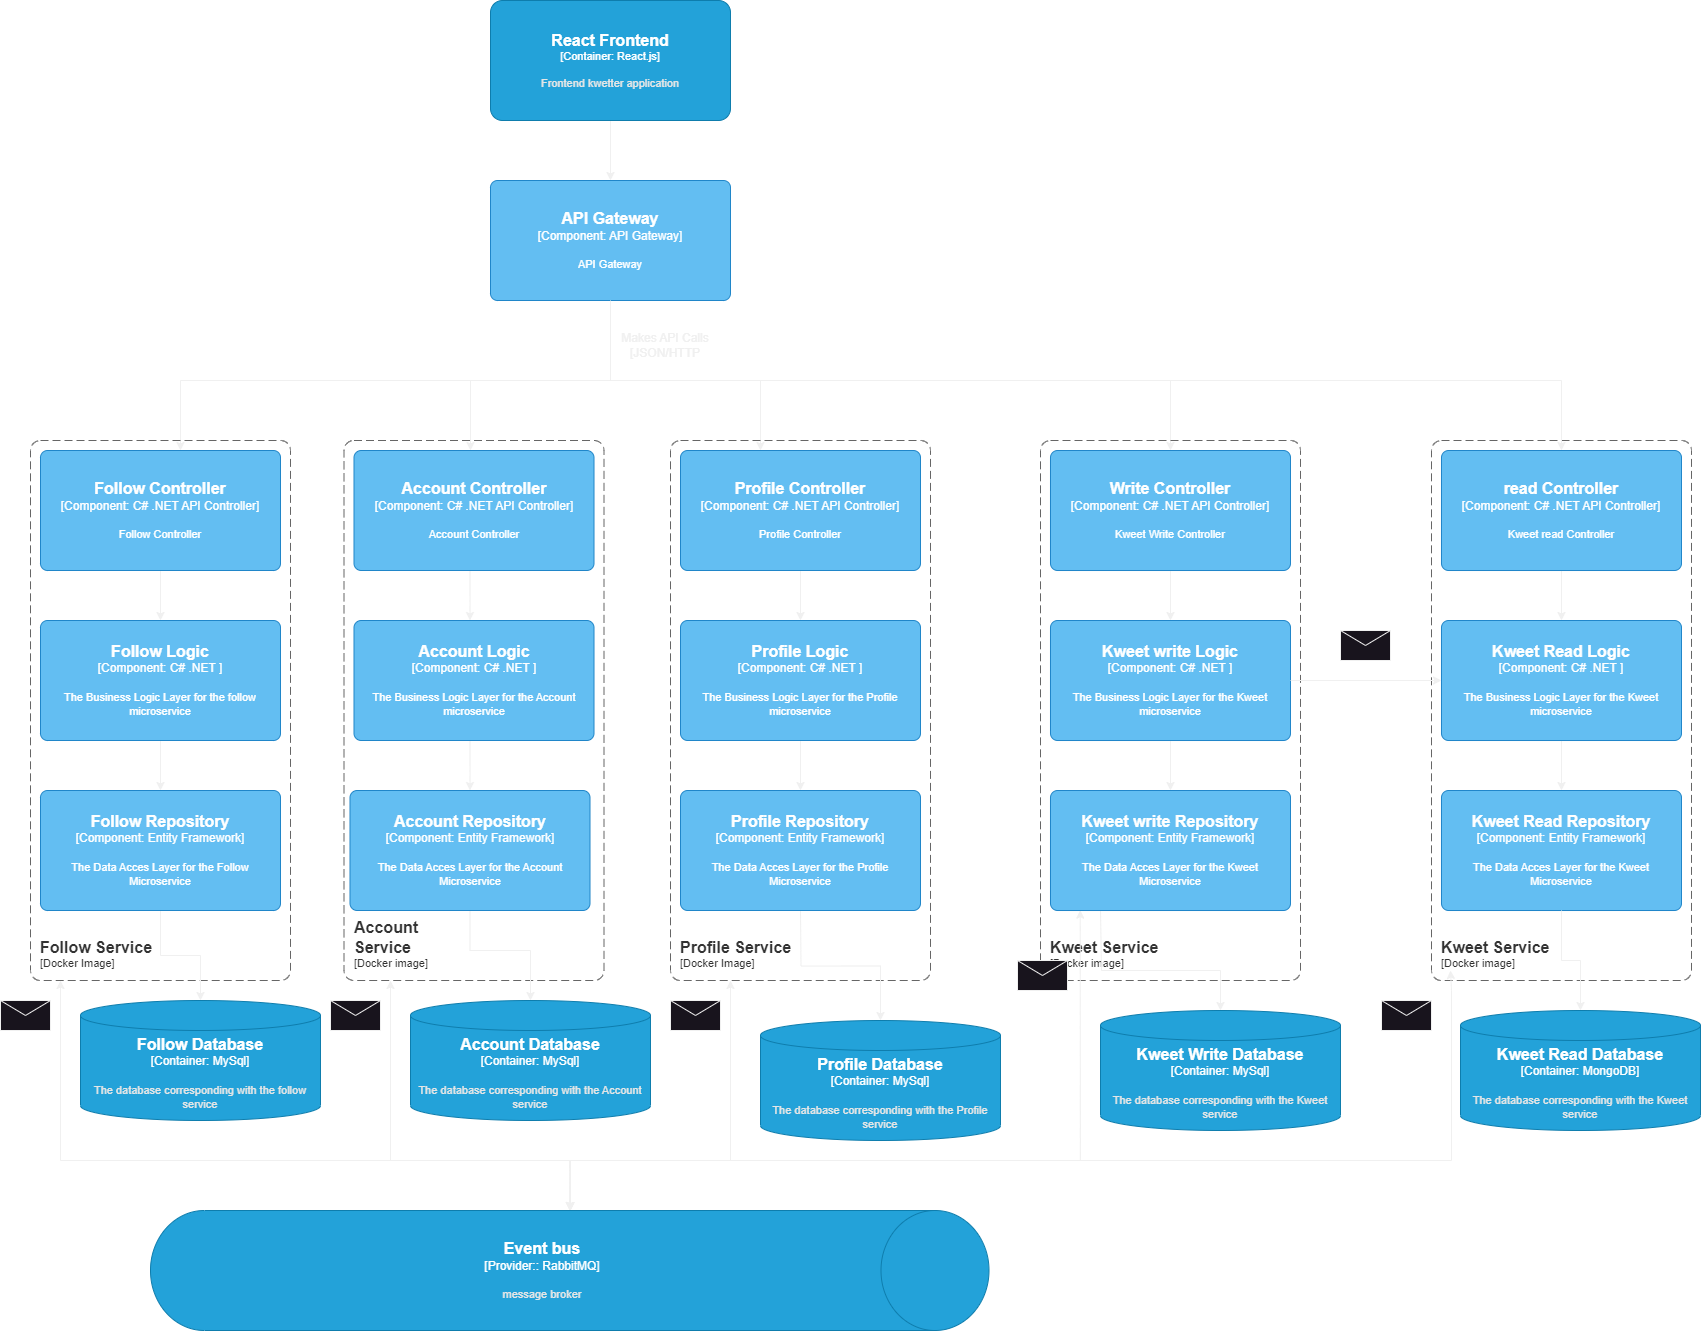 React Frontend
[Container: React.js]
Frontend kwetter application
API Gateway
[Component: API Gateway]
API Gateway
Makes API Calls
[JSON/HTTP
Follow Controller
[Component: C# .NET API Controller]
Follow Controller
Account Controller
[Component: C# .NET API Controller]
Account Controller
Profile Controller
[Component: C# .NET API Controller]
Profile Controller
Write Controller
[Component: C# .NET API Controller]
Kweet Write Controller
read Controller
[Component: C# .NET API Controller]
Kweet read Controller
Follow Logic
[Component: C# .NET ]
The Business Logic Layer for the follow
microservice
Account Logic
[Component: C# .NET ]
The Business Logic Layer for the Account
microservice
Profile Logic
[Component: C# .NET ]
The Business Logic Layer for the Profile
microservice
Kweet write Logic
[Component: C# .NET ]
The Business Logic Layer for the Kweet
microservice
Kweet Read Logic
[Component: C# .NET ]
The Business Logic Layer for the Kweet
microservice
Follow Repository
[Component: Entity Framework]
The Data Acces Layer for the Follow
Microservice
Account Repository
[Component: Entity Framework]
The Data Acces Layer for the Account
Microservice
Profile Repository
[Component: Entity Framework]
The Data Acces Layer for the Profile
Microservice
Kweet write Repository
[Component: Entity Framework]
The Data Acces Layer for the Kweet
Microservice
Kweet Read Repository
[Component: Entity Framework]
The Data Acces Layer for the Kweet
Microservice
Follow Service
[Docker Image]
Account
Service
[Docker image]
Profile Service
[Docker Image]
Kweet Service
[Docker image]
Kweet Service
[Docker image]
Follow Database
[Container: MySql]
The database corresponding with the follow
service
Account Database
[Container: MySql]
The database corresponding with the Account
service
Profile Database
[Container: MySql]
The database corresponding with the Profile
service
Kweet Write Database
[Container: MySql]
The database corresponding with the Kweet
service
Kweet Read Database
[Container: MongoDB]
The database corresponding with the Kweet
service
Event bus
[Provider:: RabbitMQ]
message broker